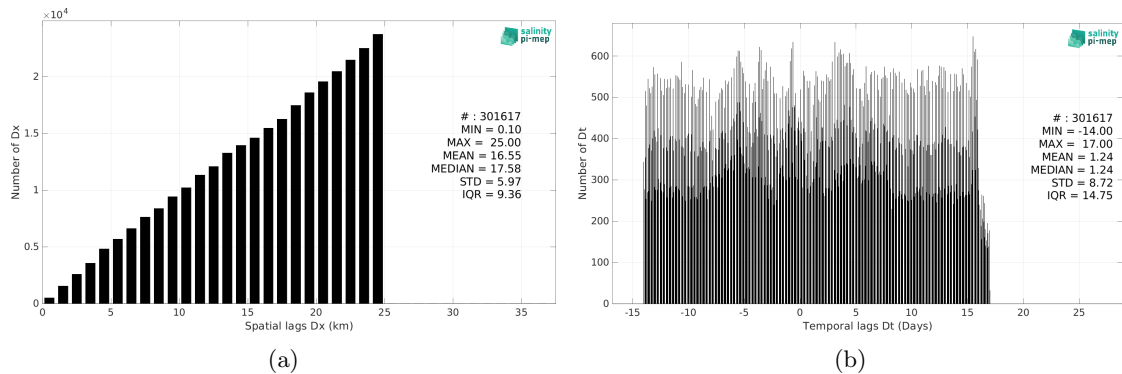 ×10⁴
salinity
pi-mep
2
1.5
1
0.5
0
Number of Dx
# : 301617
MIN = 0.10
MAX = 25.00
MEAN = 16.55
MEDIAN = 17.58
STD = 5.97
IQR = 9.36
0 5 10 15 20 25 30 35
Spatial lags Dx (km)
(a)
salinity
pi-mep
600
500
400
300
200
100
0
Number of Dt
# : 301617
MIN = -14.00
MAX = 17.00
MEAN = 1.24
MEDIAN = 1.24
STD = 8.72
IQR = 14.75
-15 -10 -5 0 5 10 15 20 25
Temporal lags Dt (Days)
(b)